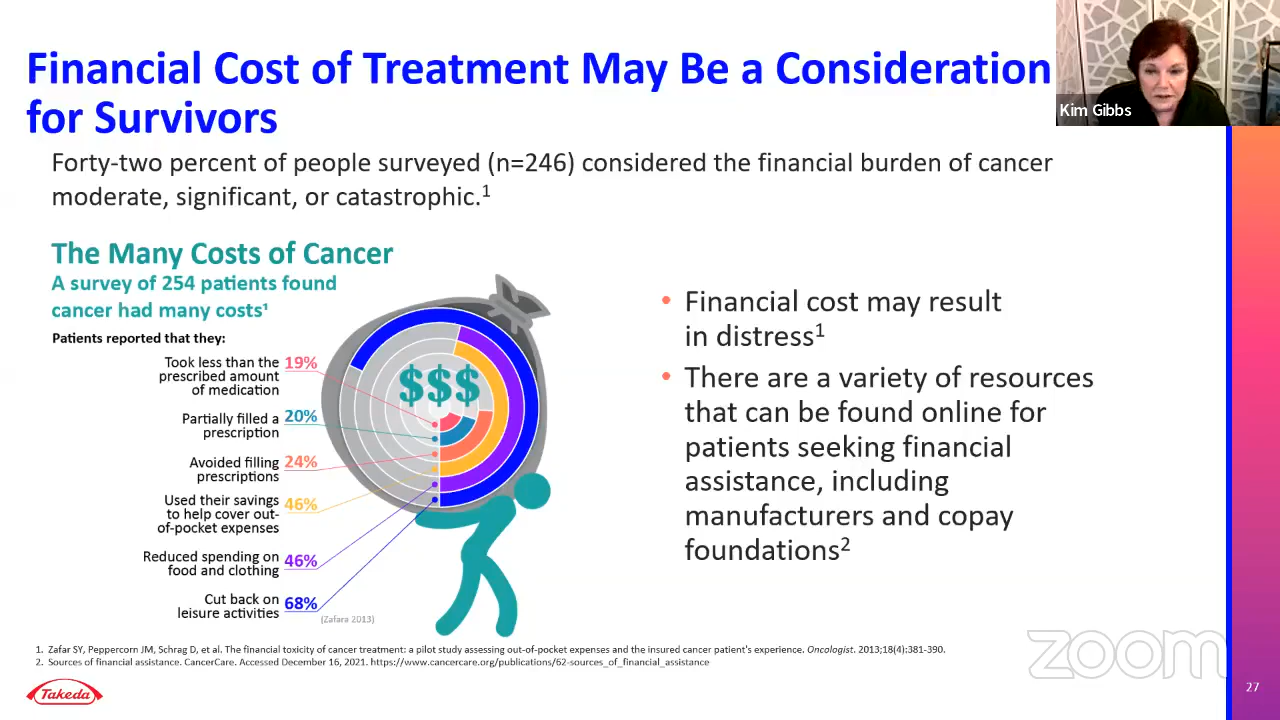 Financial Cost of Treatment May Be a Consideration
for Survivors
Kim Gibbs
Forty-two percent of people surveyed (n=246) considered the financial burden of cancer
moderate, significant, or catastrophic.1
The Many Costs of Cancer
A survey of 254 patients found
cancer had many costs1
Patients reported that they:
Took less than the 19%
prescribed amount
of medication
Partially filled a 20%
prescription
Avoided filling 24%
prescriptions
Used their savings 46%
to help cover out-
of-pocket expenses
Reduced spending on 46%
food and clothing
Cut back on 68%
leisure activities
(Zafara 2013)
$$$
• Financial cost may result
in distress1
• There are a variety of resources
that can be found online for
patients seeking financial
assistance, including
manufacturers and copay
foundations2
1. Zafar SY, Peppercorn JM, Schrag D, et al. The financial toxicity of cancer treatment: a pilot study assessing out-of-pocket expenses and the insured cancer patient's experience. Oncologist. 2013;18(4):381-390.
2. Sources of financial assistance. CancerCare. Accessed December 16, 2021. https://www.cancercare.org/publications/62-sources_of_financial_assistance
Takeda
zoom
27